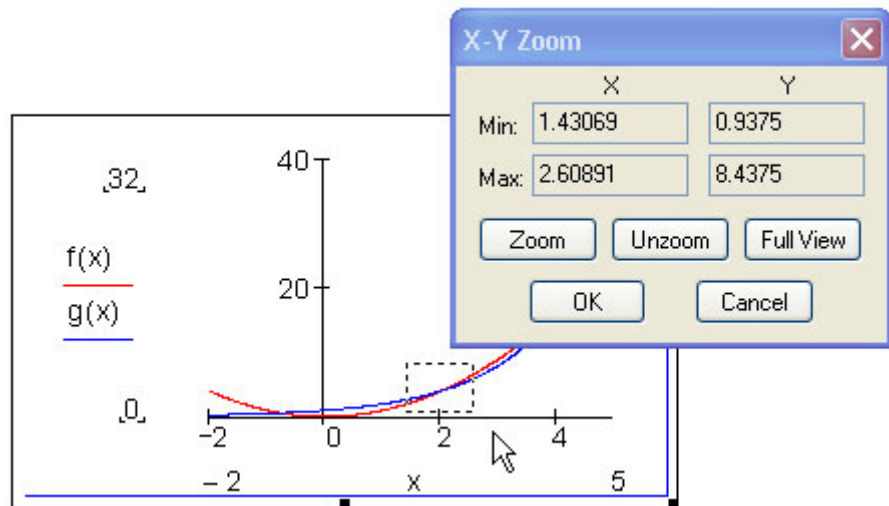 X-Y Zoom
X Y
Min: 1.43069 0.9375
Max: 2.60891 8.4375
Zoom Unzoom Full View
OK Cancel
40
32
f(x)
20
g(x)
0
-2 0 2 4
-2 x 5